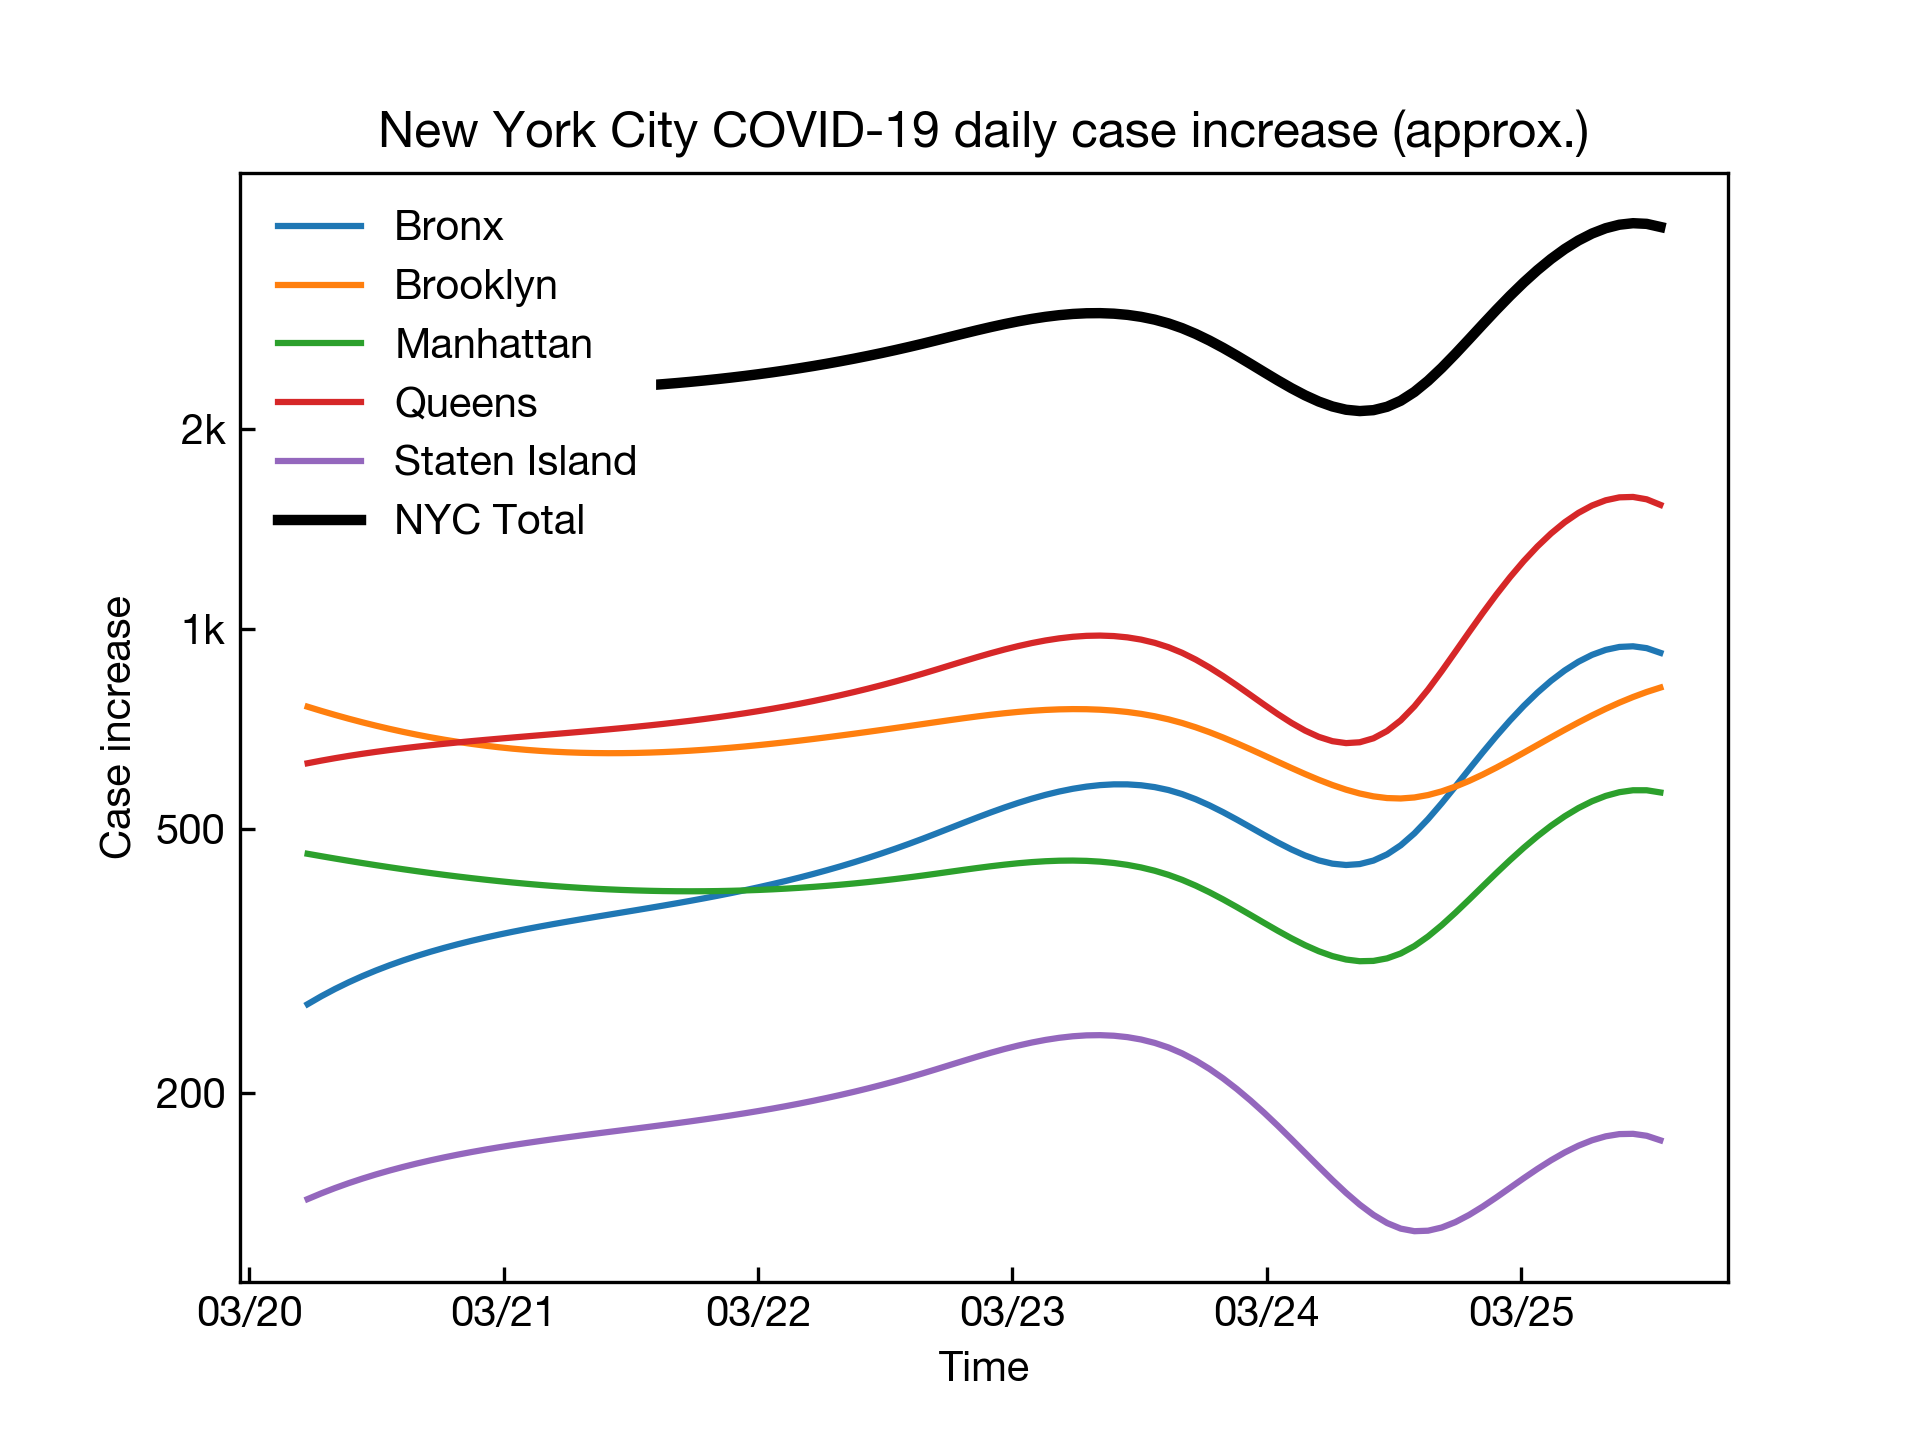 New York City COVID-19 daily case increase (approx.)
Bronx
Brooklyn
Manhattan
Queens
Staten Island
NYC Total
2k
1k
500
200
Case increase
03/20 03/21 03/22 03/23 03/24 03/25
Time